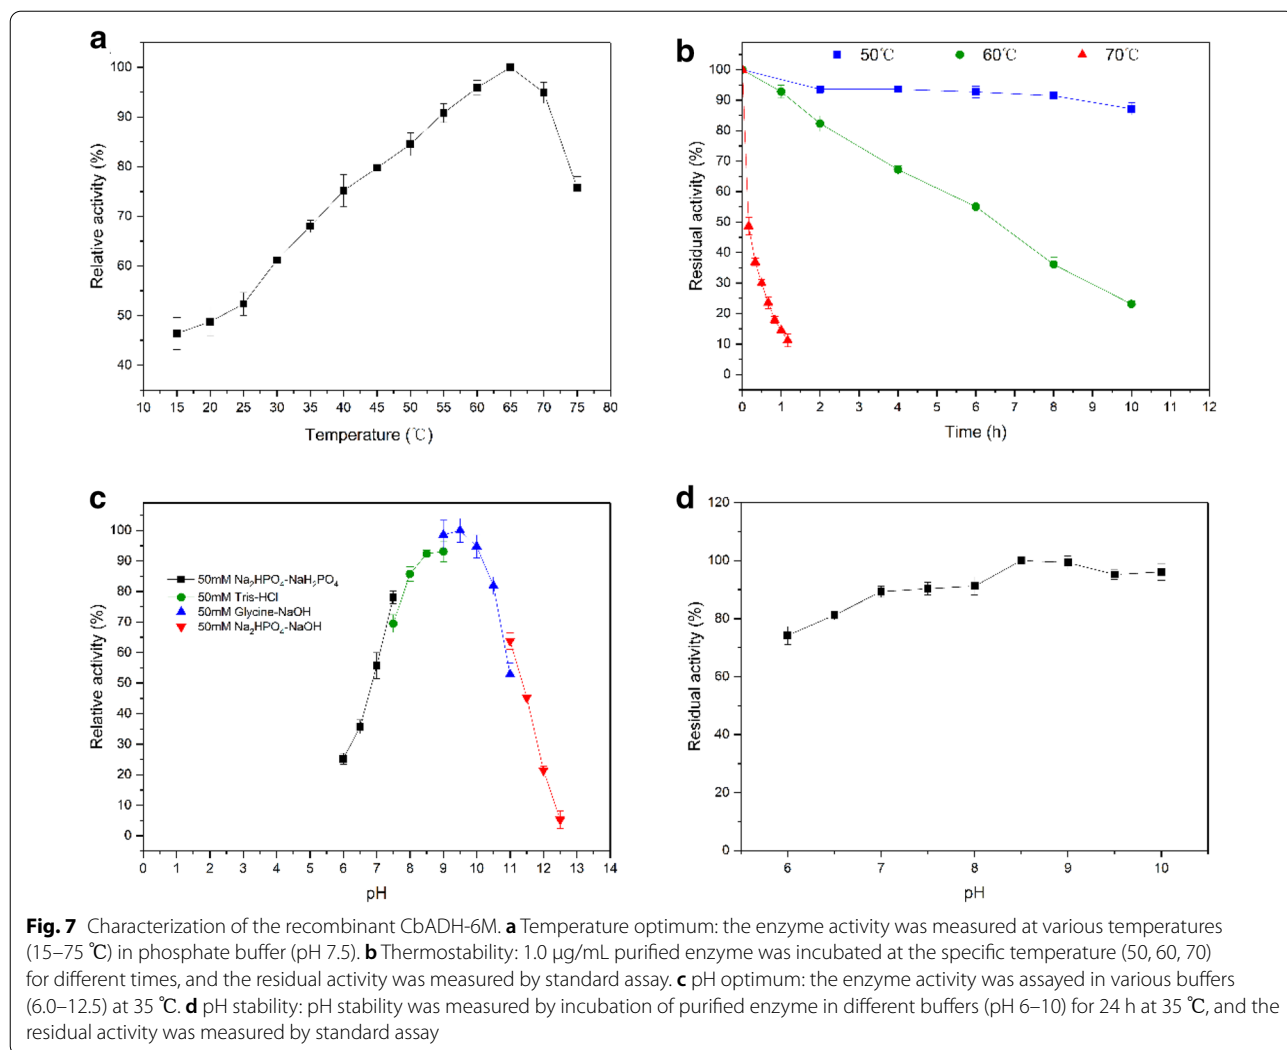 a
100
90
80
70
60
50
40
Relative activity (%)
10 15 20 25 30 35 40 45 50 55 60 65 70 75 80
Temperature (℃)
b
50℃ 60℃ 70℃
100
90
80
70
60
50
40
30
20
10
0
Residual activity (%)
0 1 2 3 4 5 6 7 8 9 10 11 12
Time (h)
c
100
90
80
70
60
50
40
30
20
10
0
Relative activity (%)
50mM Na₂HPO₄-NaH₂PO₄
50mM Tris-HCl
50mM Glycine-NaOH
50mM Na₂HPO₄-NaOH
0 1 2 3 4 5 6 7 8 9 10 11 12 13 14
pH
d
120
100
80
60
40
20
0
Residual activity (%)
6 7 8 9 10
pH
Fig. 7 Characterization of the recombinant CbADH-6M. a Temperature optimum: the enzyme activity was measured at various temperatures
(15–75 ℃) in phosphate buffer (pH 7.5). b Thermostability: 1.0 μg/mL purified enzyme was incubated at the specific temperature (50, 60, 70)
for different times, and the residual activity was measured by standard assay. c pH optimum: the enzyme activity was assayed in various buffers
(6.0–12.5) at 35 ℃. d pH stability: pH stability was measured by incubation of purified enzyme in different buffers (pH 6–10) for 24 h at 35 ℃, and the
residual activity was measured by standard assay